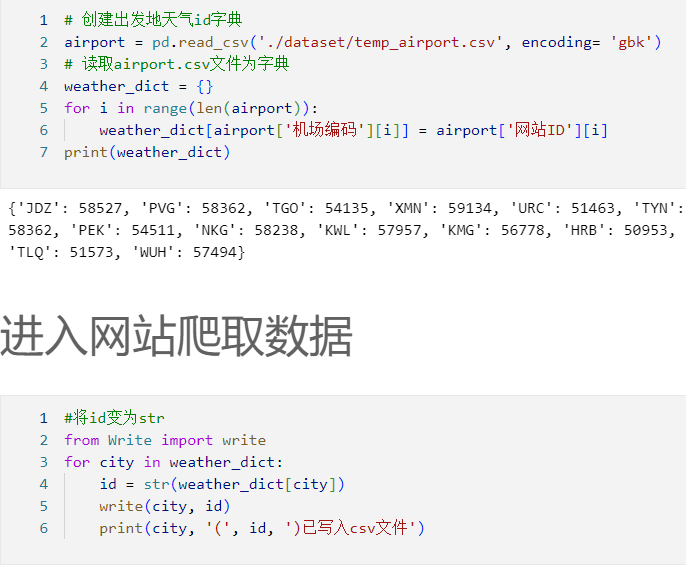 1 # 创建出发地天气id字典
2 airport = pd.read_csv('./dataset/temp_airport.csv', encoding= 'gbk')
3 # 读取airport.csv文件为字典
4 weather_dict = {}
5 for i in range(len(airport)):
6     weather_dict[airport['机场编码'][i]] = airport['网站ID'][i]
7 print(weather_dict)
{'JDZ': 58527, 'PVG': 58362, 'TGO': 54135, 'XMN': 59134, 'URC': 51463, 'TYN':
58362, 'PEK': 54511, 'NKG': 58238, 'KWL': 57957, 'KMG': 56778, 'HRB': 50953,
'TLQ': 51573, 'WUH': 57494}
进入网站爬取数据
1 #将id变为str
2 from Write import write
3 for city in weather_dict:
4     id = str(weather_dict[city])
5     write(city, id)
6     print(city, '(', id, ')已写入csv文件')